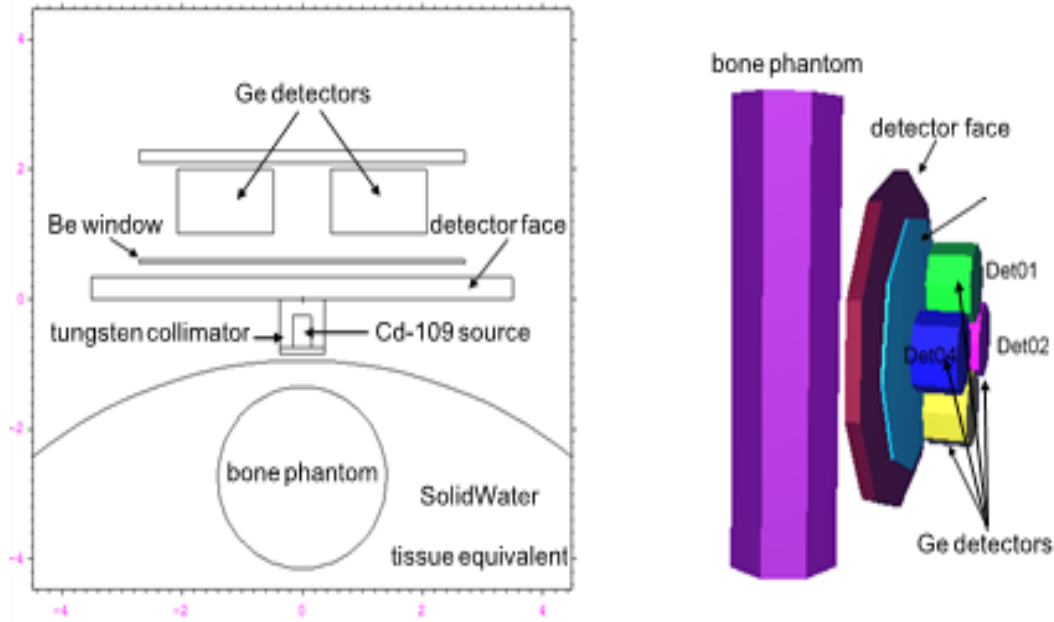 Ge detectors
Be window
detector face
tungsten collimator
Cd-109 source
bone phantom
SolidWater
tissue equivalent
4
2
0
-2
-4
-4
-2
0
2
4
bone phantom
detector face
Det01
Det02
Det04
Ge detectors